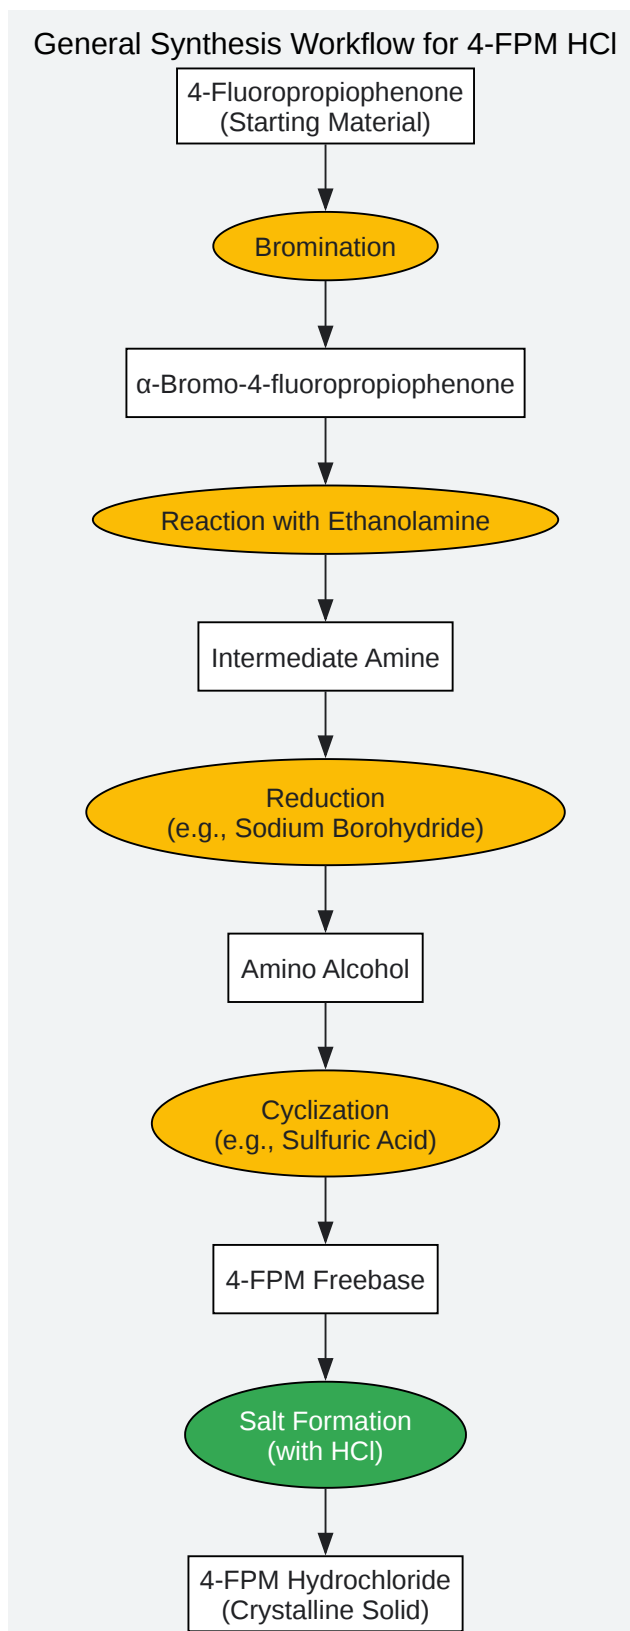 General Synthesis Workflow for 4-FPM HCl
4-Fluoropropiophenone
(Starting Material)
Bromination
α-Bromo-4-fluoropropiophenone
Reaction with Ethanolamine
Intermediate Amine
Reduction
(e.g., Sodium Borohydride)
Amino Alcohol
Cyclization
(e.g., Sulfuric Acid)
4-FPM Freebase
Salt Formation
(with HCl)
4-FPM Hydrochloride
(Crystalline Solid)